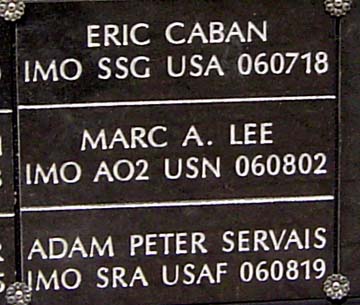 ERIC CABAN
IMO SSG USA 060718
MARC A. LEE
IMO AO2 USN 060802
ADAM PETER SERVAIS
IMO SRA USAF 060819